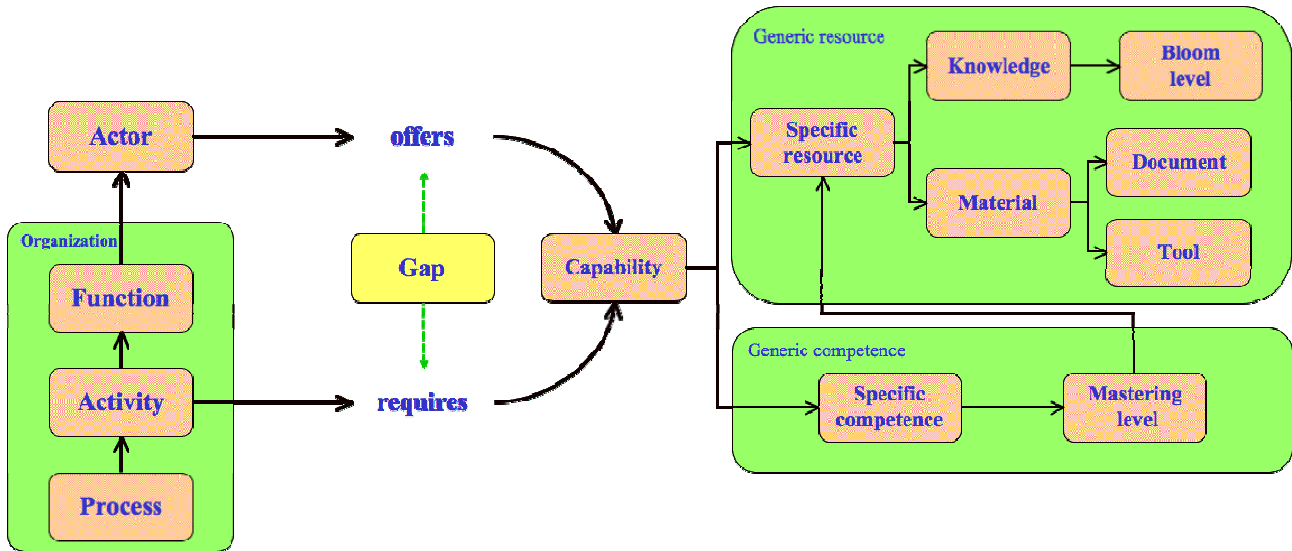 Generic resource
Knowledge
Bloom
level
Actor
offers
Specific
resource
Document
Material
Organization
Gap
Capability
Tool
Function
Generic competence
Activity
requires
Specific
competence
Mastering
level
Process